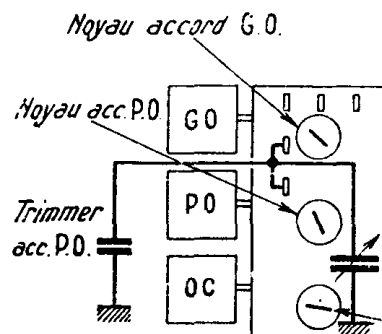 Noyau accord G.O.
Noyau acc. P.O.
GO
PO
Trimmer
acc. P.O.
OC